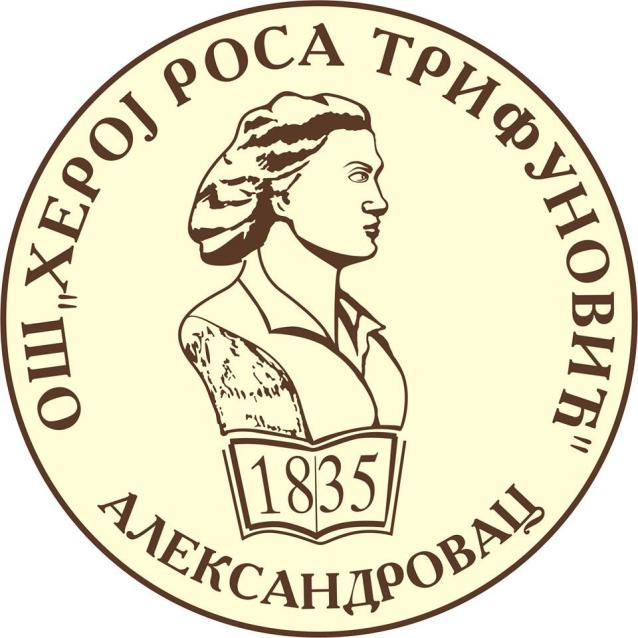 ОШ „ХЕРОЈ РОСА ТРИФУНОВИЋ"
1835
АЛЕКСАНДРОВАЦ